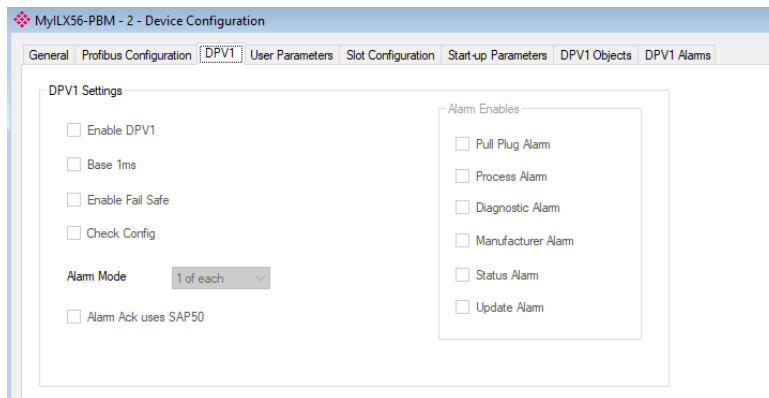 MyILX56-PBM - 2 - Device Configuration
General Profibus Configuration DPV1 User Parameters Slot Configuration Start-up Parameters DPV1 Objects DPV1 Alarms
DPV1 Settings
Enable DPV1
Base 1ms
Enable Fail Safe
Check Config
Alarm Mode 1 of each
Alarm Ack uses SAP50
Alarm Enables
Pull Plug Alarm
Process Alarm
Diagnostic Alarm
Manufacturer Alarm
Status Alarm
Update Alarm